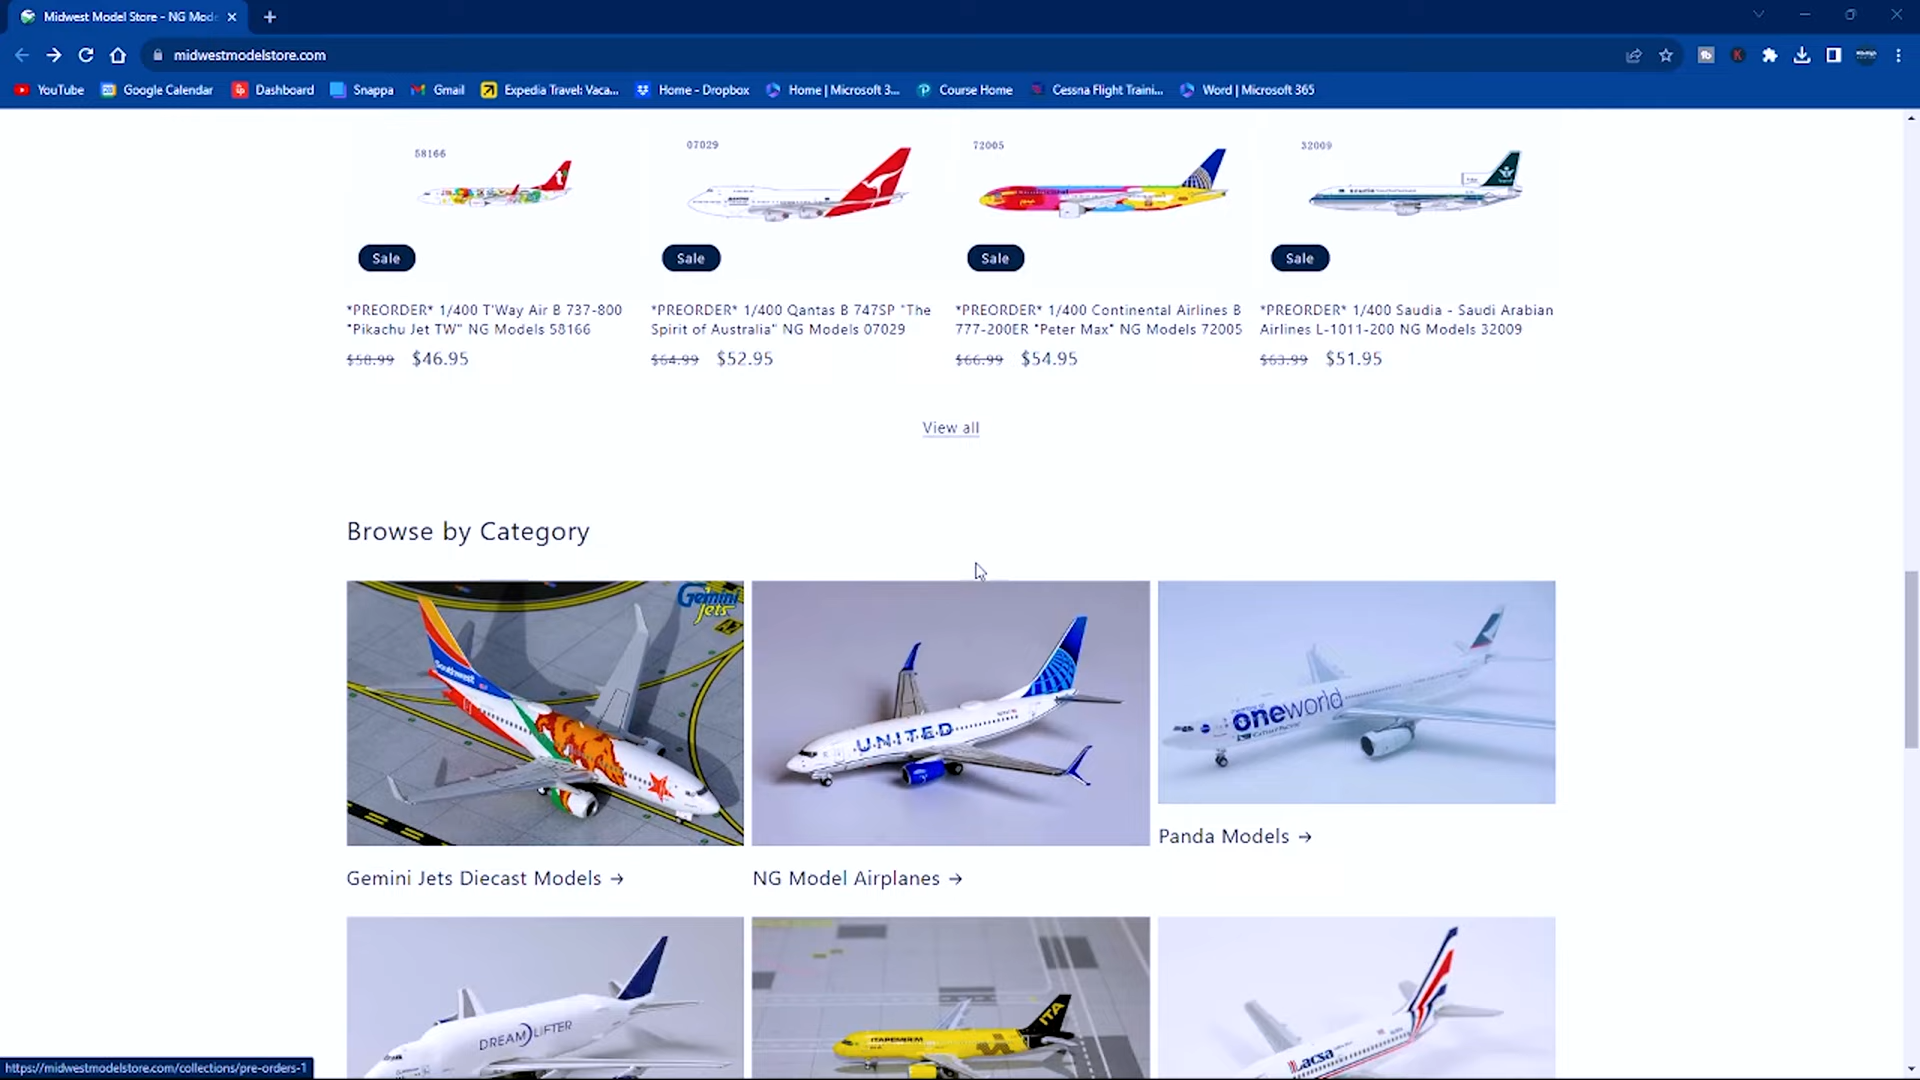 Midwest Model Store - NG Mode
midwestmodelstore.com
YouTube
Google Calendar
Dashboard
Snappa
Gmail
Expedia Travel: Vaca...
Home - Dropbox
Home | Microsoft 3...
Course Home
Cessna Flight Traini...
Word | Microsoft 365
58166
07029
72005
32009
Sale
Sale
Sale
Sale
*PREORDER* 1/400 T'Way Air B 737-800
"Pikachu Jet TW" NG Models 58166
$58.99 $46.95
*PREORDER* 1/400 Qantas B 747SP "The
Spirit of Australia" NG Models 07029
$64.99 $52.95
*PREORDER* 1/400 Continental Airlines B
777-200ER "Peter Max" NG Models 72005
$66.99 $54.95
*PREORDER* 1/400 Saudia - Saudi Arabian
Airlines L-1011-200 NG Models 32009
$63.99 $51.95
View all
Browse by Category
Gemini
Jets
A2
Southwest
UNITED
oneworld
Gemini Jets Diecast Models →
NG Model Airplanes →
Panda Models →
DREAMLIFTER
ITA
ITAPEMIRIM
Lacsa
https://midwestmodelstore.com/collections/pre-orders-1